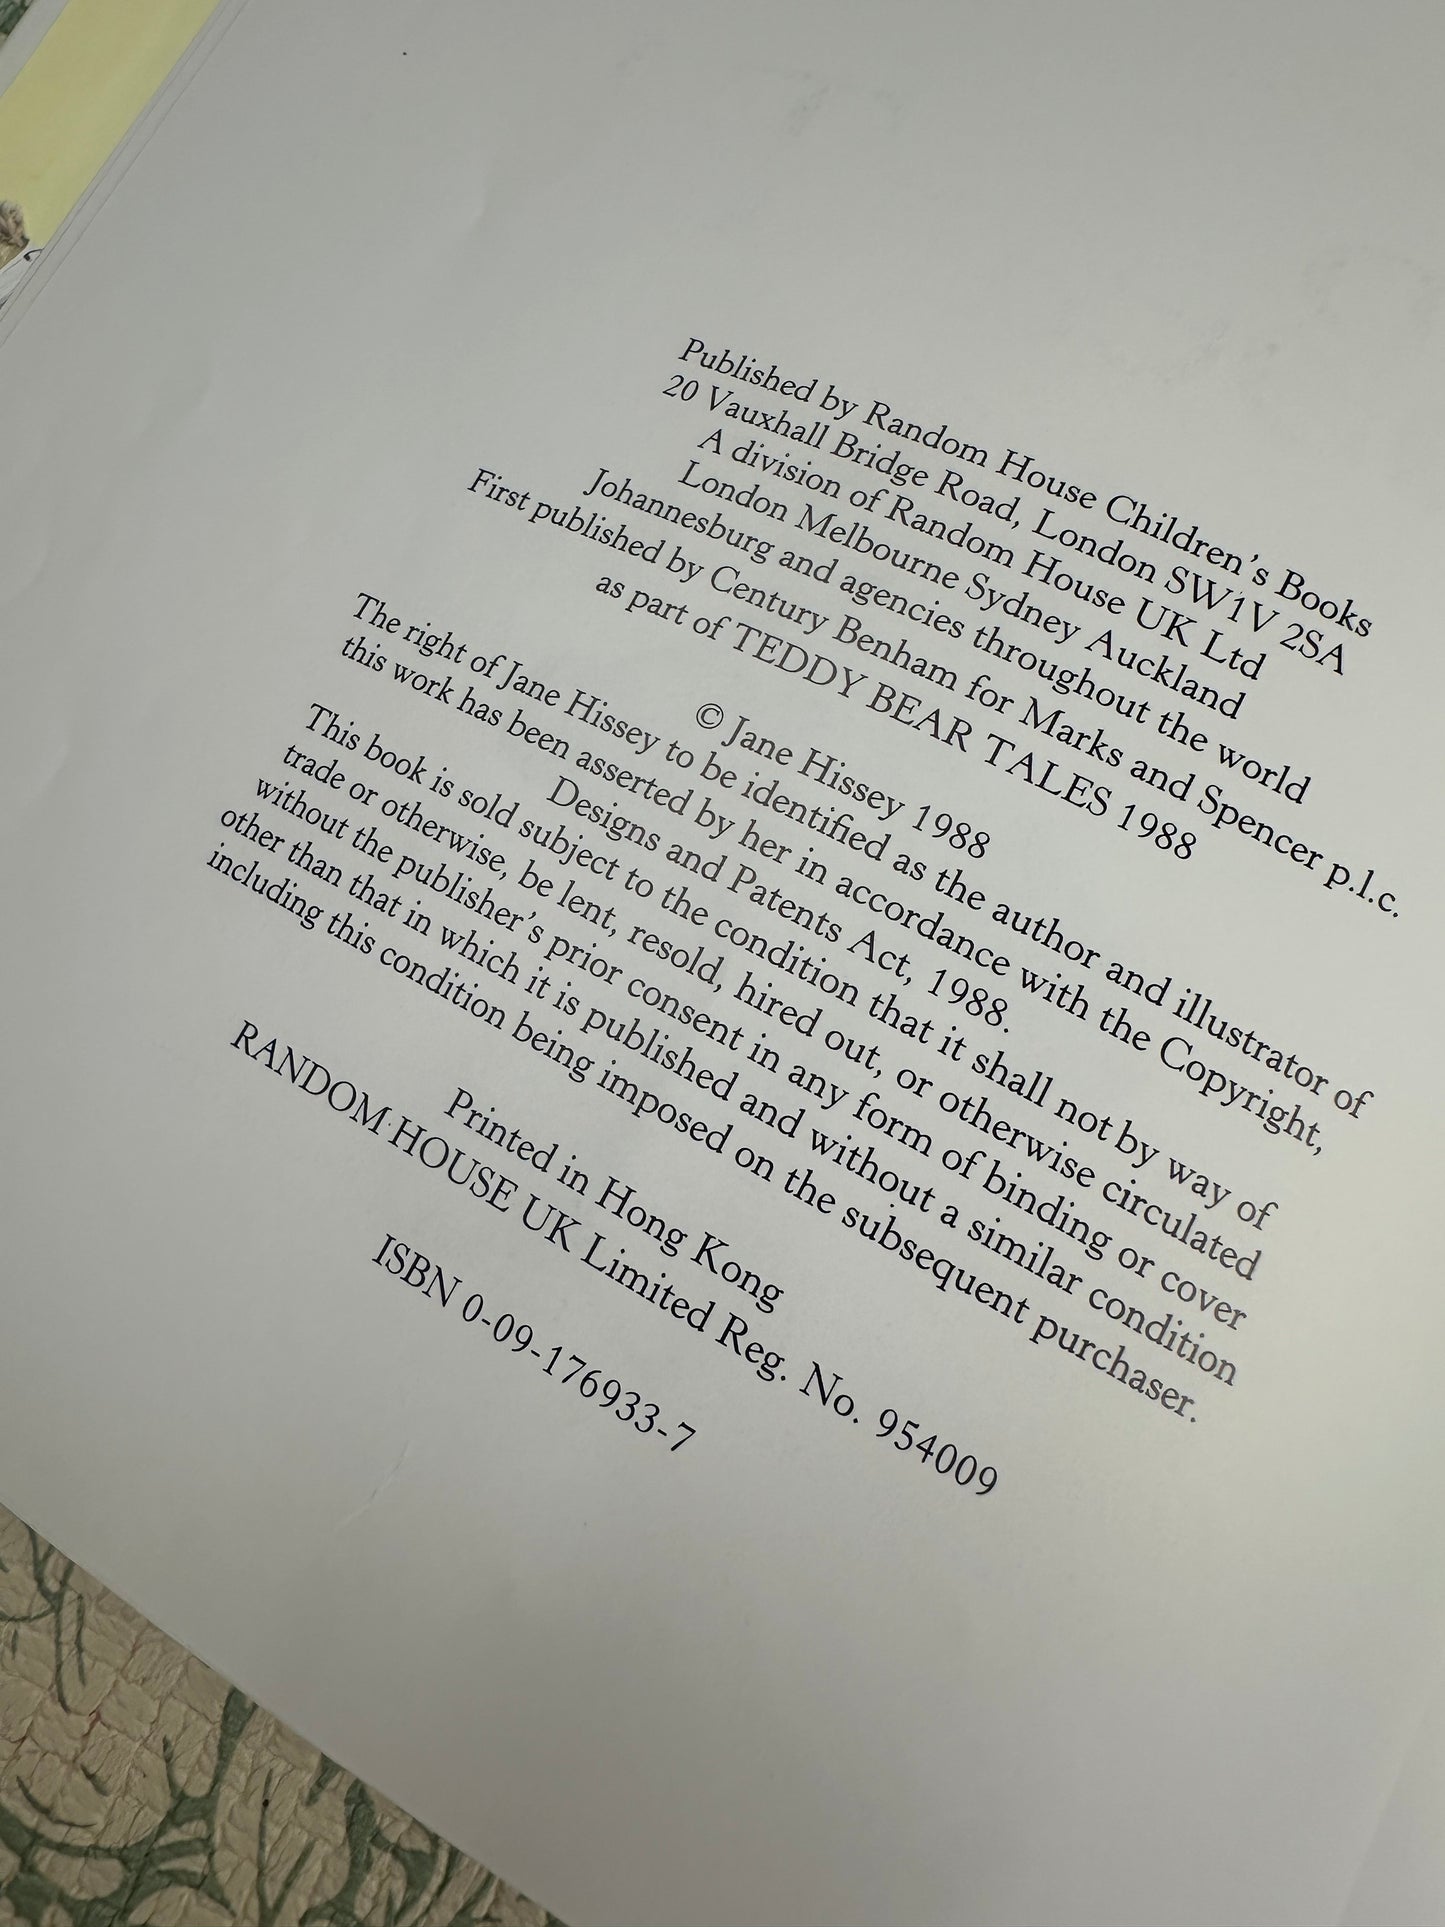 Published by Random House Children's Books
20 Vauxhall Bridge Road, London SW1V 2SA
A division of Random House UK Ltd
London Melbourne Sydney Auckland
Johannesburg and agencies throughout the world
First published by Century Benham for Marks and Spencer p.l.c.
as part of TEDDY BEAR TALES 1988
© Jane Hissey 1988
The right of Jane Hissey to be identified as the author and illustrator of
this work has been asserted by her in accordance with the Copyright,
Designs and Patents Act, 1988.
This book is sold subject to the condition that it shall not by way of
trade or otherwise, be lent, resold, hired out, or otherwise circulated
without the publisher's prior consent in any form of binding or cover
other than that in which it is published and without a similar condition
including this condition being imposed on the subsequent purchaser.
Printed in Hong Kong
RANDOM HOUSE UK Limited Reg. No. 954009
ISBN 0-09-176933-7